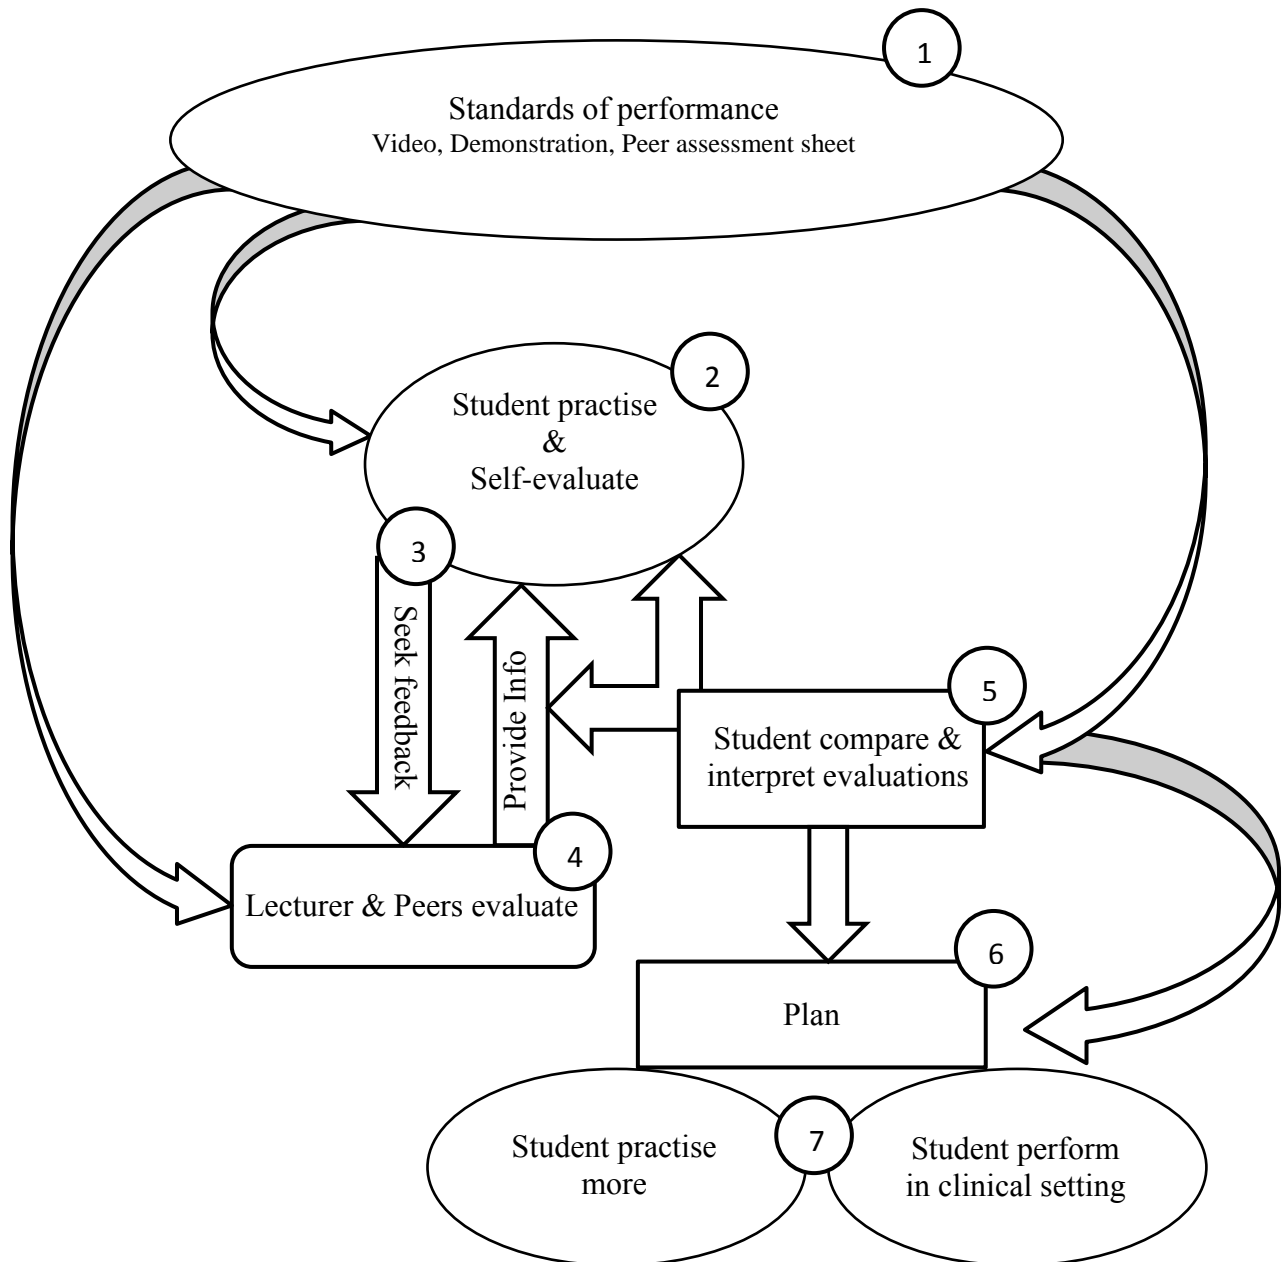 1
Standards of performance
Video, Demonstration, Peer assessment sheet
2
Student practise
&
Self-evaluate
3
Seek feedback
Provide Info
5
Student compare &
interpret evaluations
4
Lecturer & Peers evaluate
6
Plan
7
Student practise
more
Student perform
in clinical setting